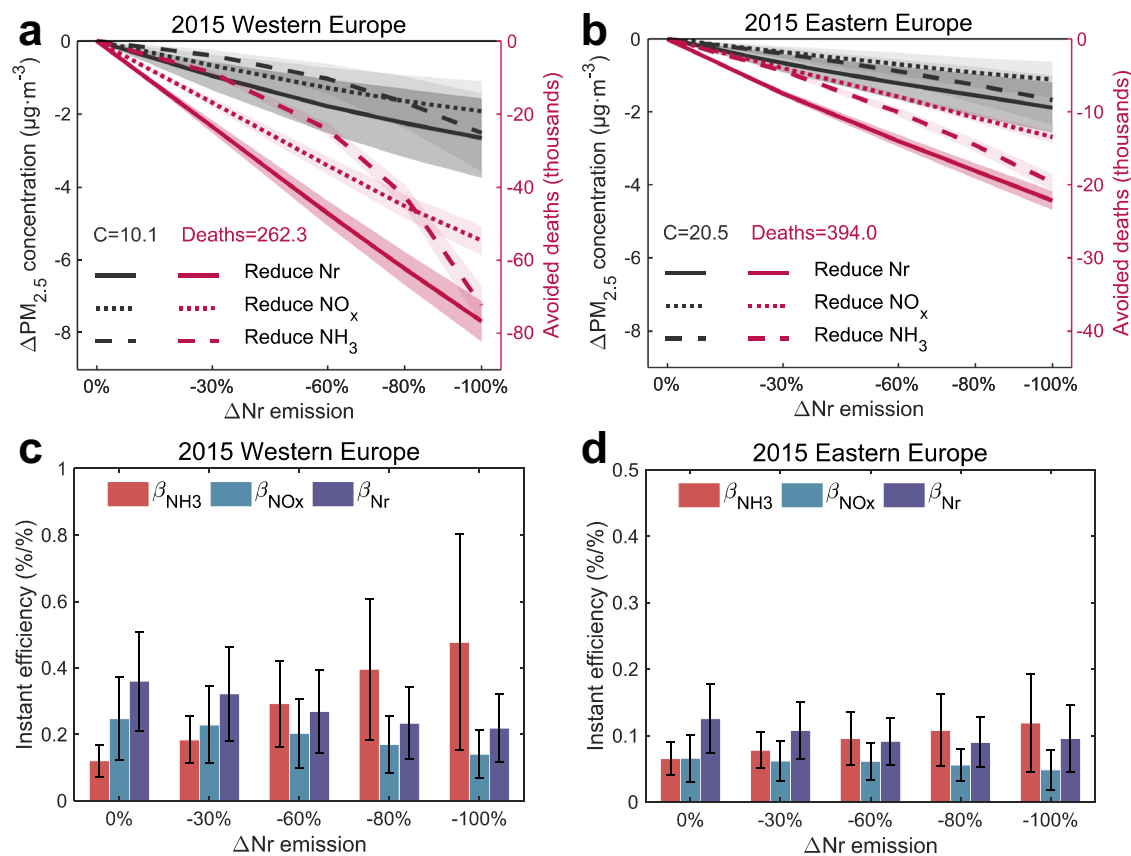 a
2015 Western Europe
0
-2
-4
-6
-8
ΔPM2.5 concentration (µg·m-3)
0
-20
-40
-60
-80
Avoided deaths (thousands)
C=10.1 Deaths=262.3
Reduce Nr
Reduce NOx
Reduce NH3
0% -30% -60% -80% -100%
ΔNr emission
b
2015 Eastern Europe
0
-2
-4
-6
-8
ΔPM2.5 concentration (µg·m-3)
0
-10
-20
-30
-40
Avoided deaths (thousands)
C=20.5 Deaths=394.0
Reduce Nr
Reduce NOx
Reduce NH3
0% -30% -60% -80% -100%
ΔNr emission
c
2015 Western Europe
1
0.8
0.6
0.4
0.2
0
Instant efficiency (%/%)
βNH3 βNOx βNr
0% -30% -60% -80% -100%
ΔNr emission
d
2015 Eastern Europe
0.5
0.4
0.3
0.2
0.1
0
Instant efficiency (%/%)
βNH3 βNOx βNr
0% -30% -60% -80% -100%
ΔNr emission